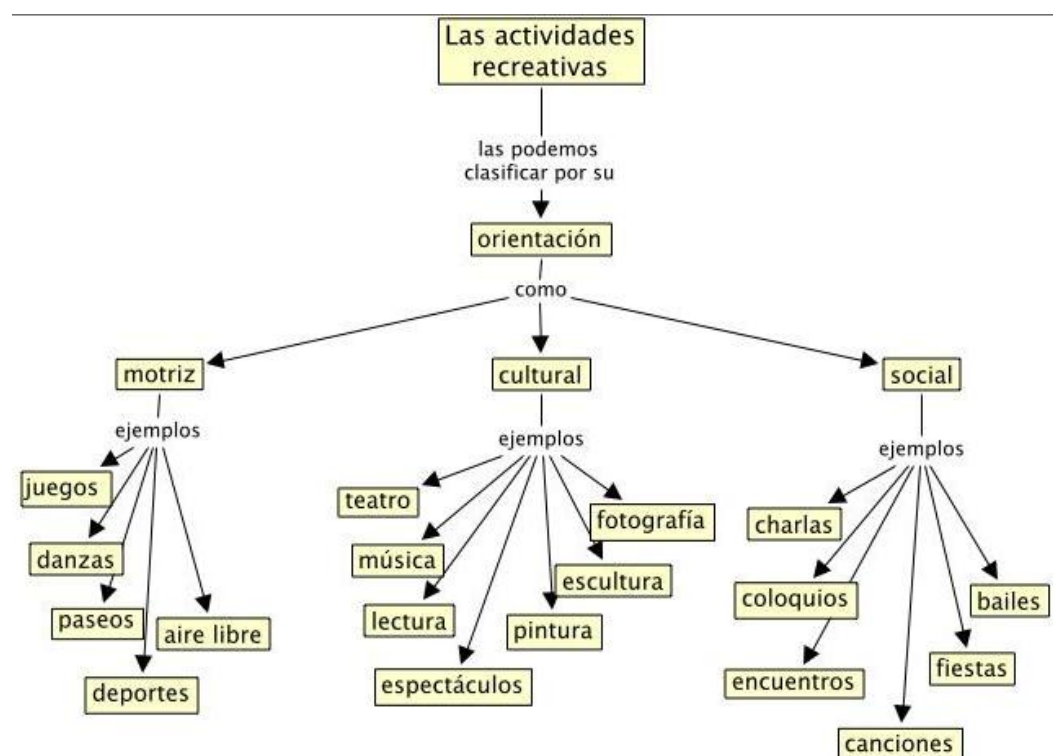 Las actividades
recreativas
las podemos
clasificar por su
orientación
como
motriz
cultural
social
ejemplos
juegos
danzas
paseos
deportes
aire libre
ejemplos
teatro
música
lectura
espectáculos
pintura
escultura
fotografía
ejemplos
charlas
coloquios
encuentros
canciones
fiestas
bailes